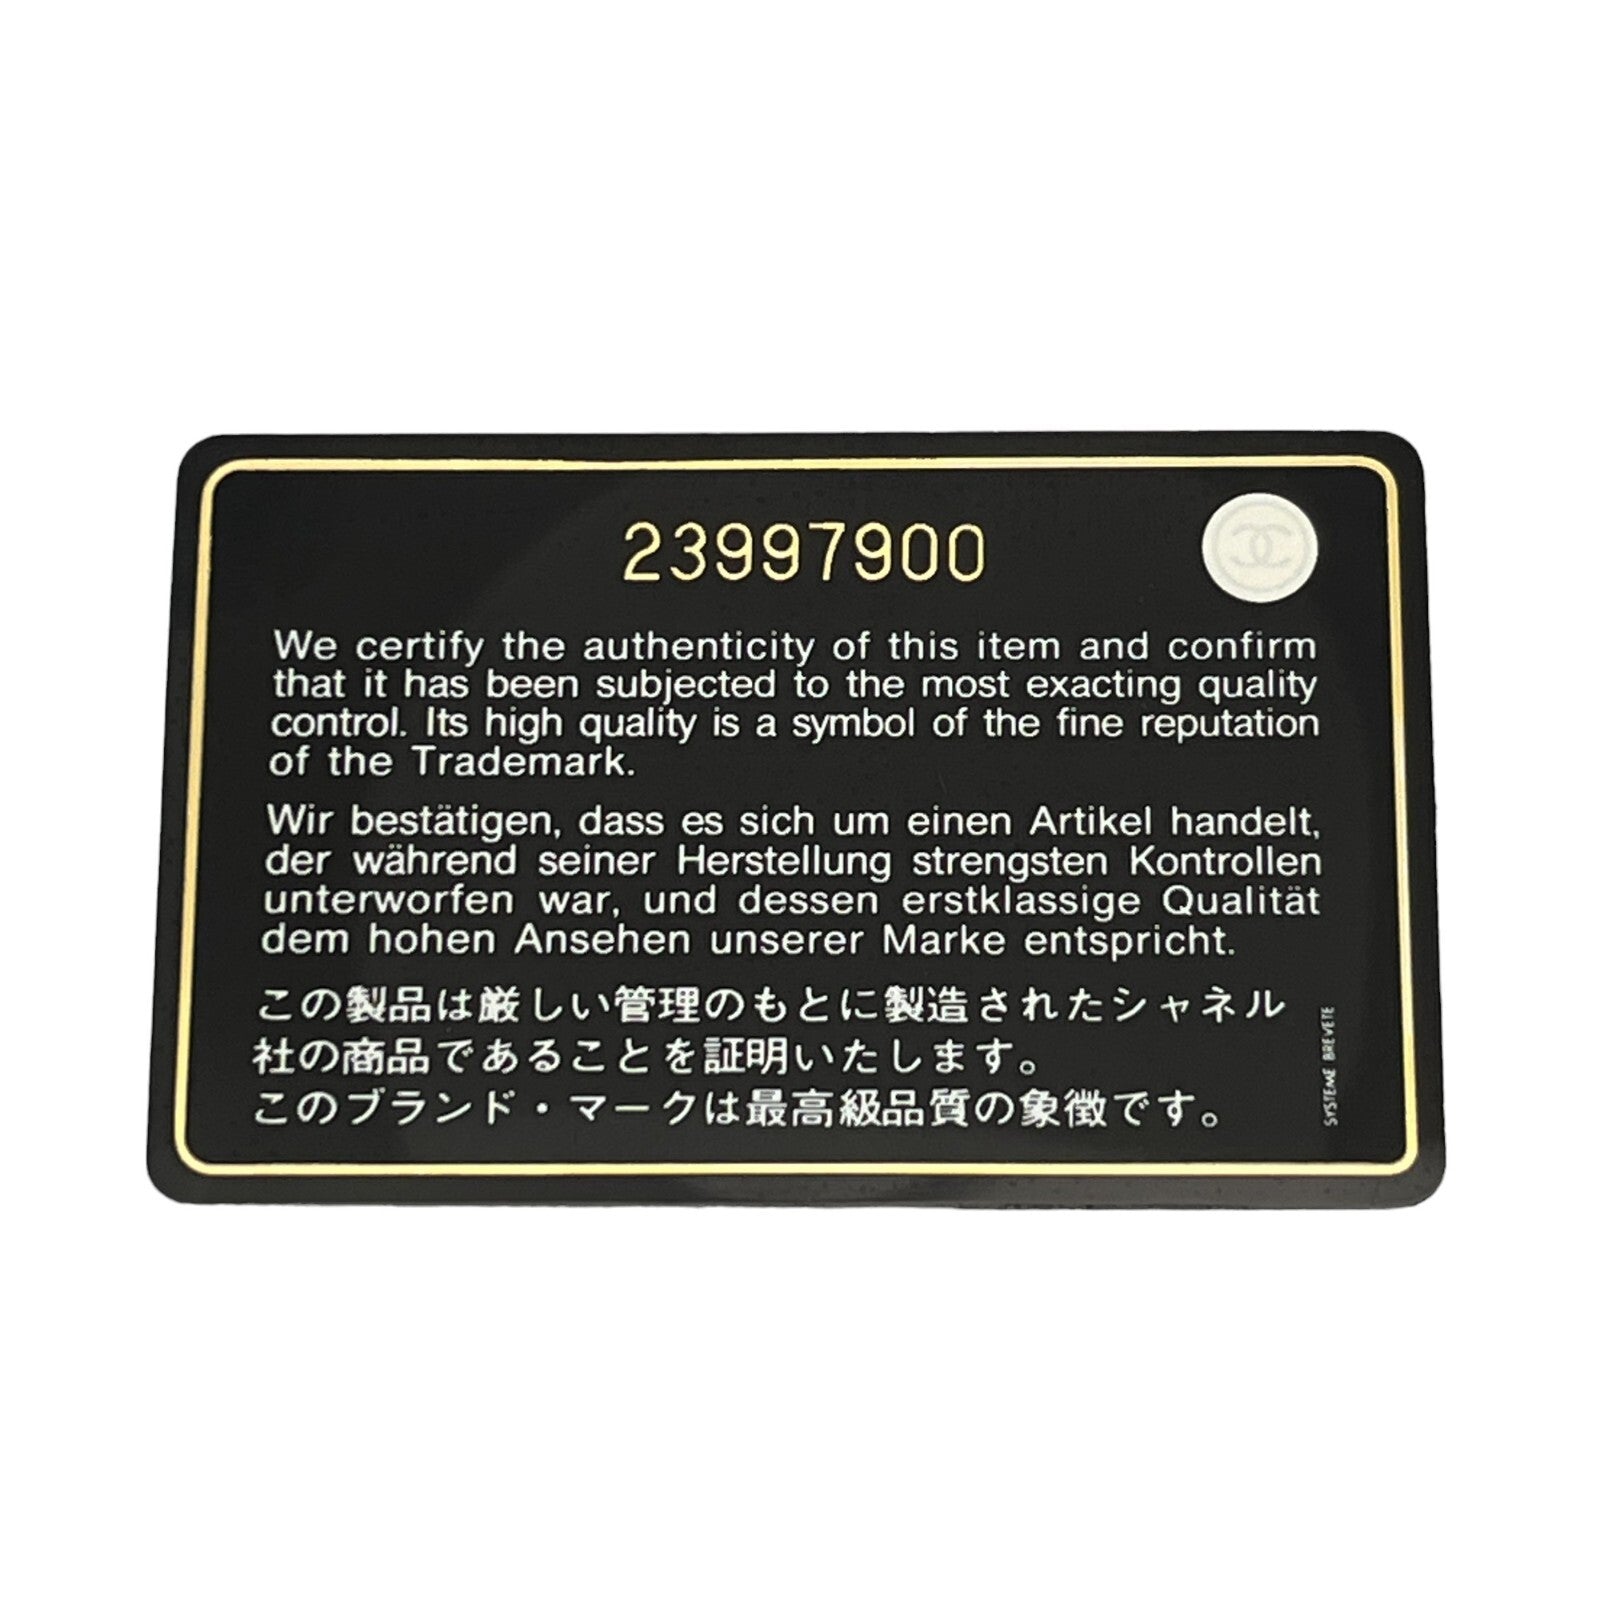 23997900
We certify the authenticity of this item and confirm
that it has been subjected to the most exacting quality
control. Its high quality is a symbol of the fine reputation
of the Trademark.
Wir bestätigen, dass es sich um einen Artikel handelt,
der während seiner Herstellung strengsten Kontrollen
unterworfen war, und dessen erstklassige Qualität
dem hohen Ansehen unserer Marke entspricht.
この製品は厳しい管理のもとに製造されたシャネル
社の商品であることを証明いたします。
このブランド・マークは最高級品質の象徴です。
SYSTEME BREVETE